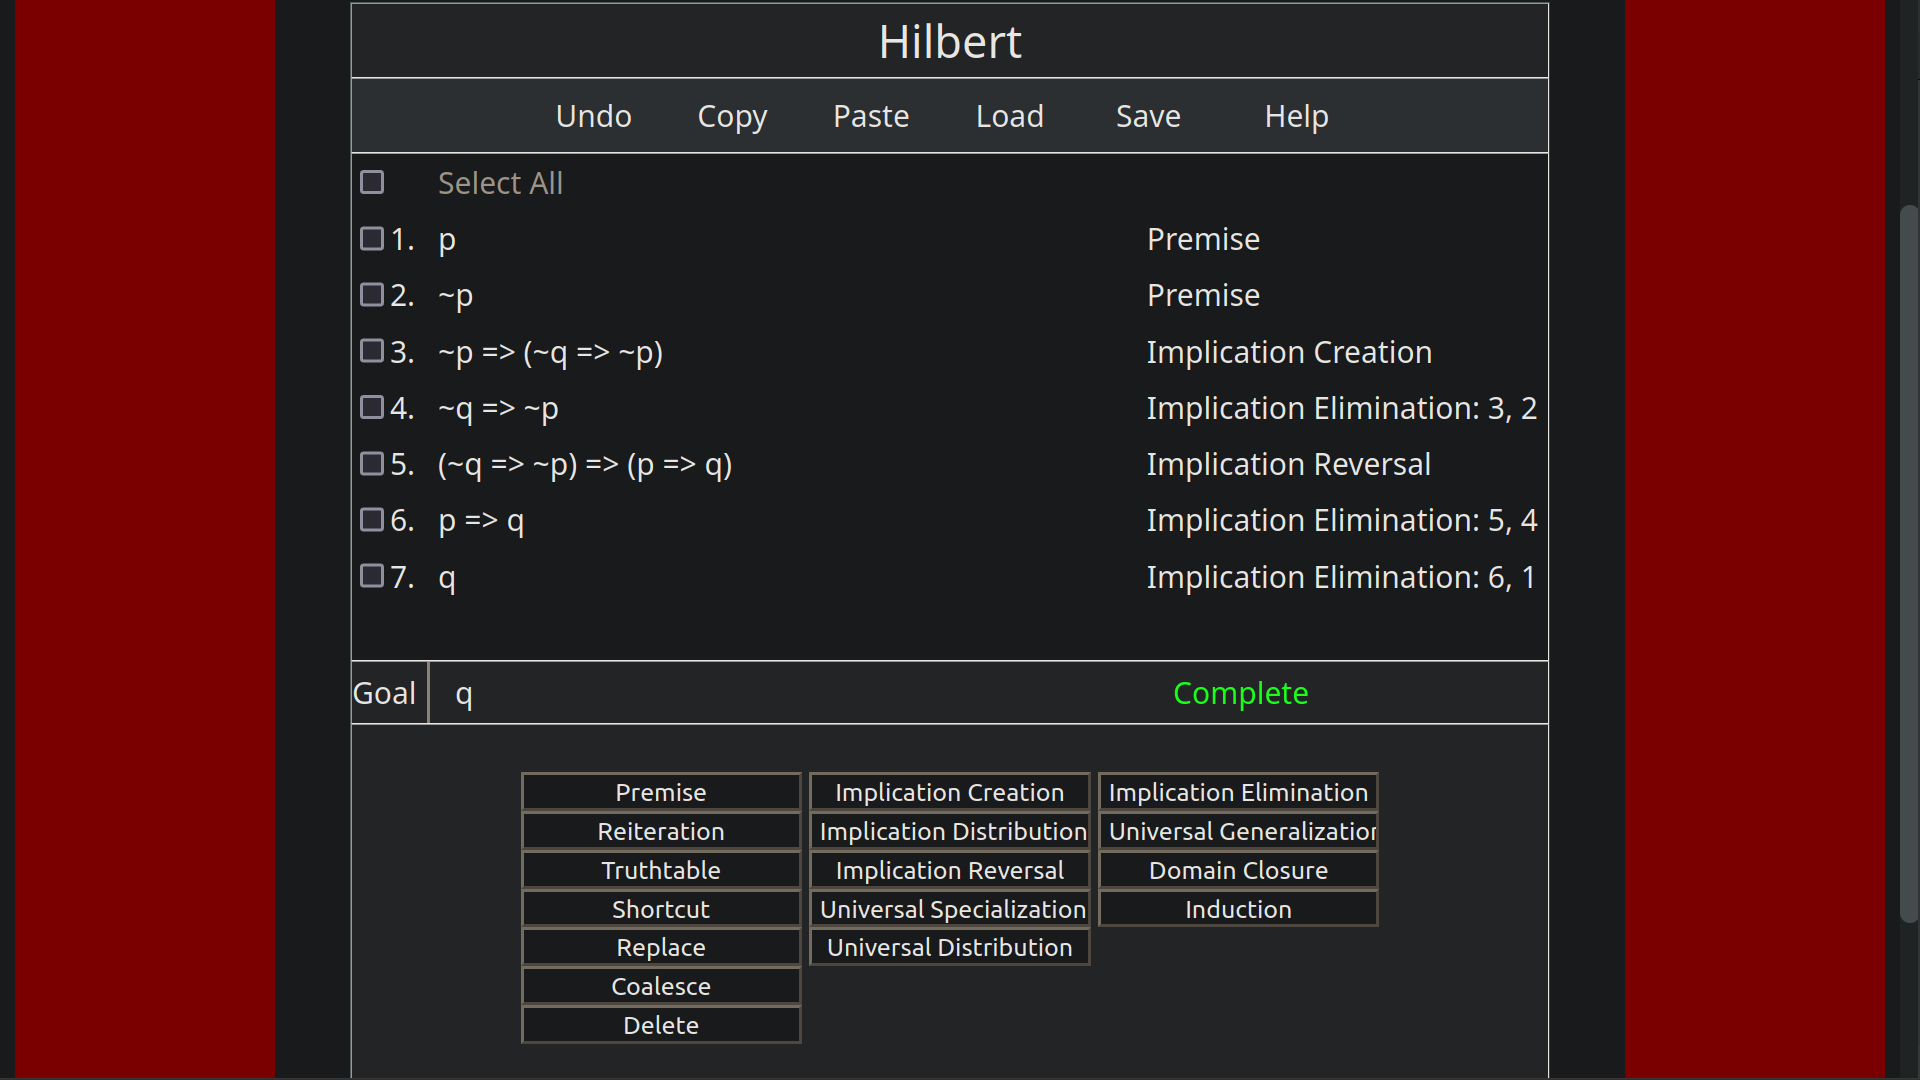 Hilbert
Undo Copy Paste Load Save Help
Select All
1. p Premise
2. ~p Premise
3. ~p => (~q => ~p) Implication Creation
4. ~q => ~p Implication Elimination: 3, 2
5. (~q => ~p) => (p => q) Implication Reversal
6. p => q Implication Elimination: 5, 4
7. q Implication Elimination: 6, 1
Goal q Complete
Premise Implication Creation Implication Elimination
Reiteration Implication Distribution Universal Generalization
Truthtable Implication Reversal Domain Closure
Shortcut Universal Specialization Induction
Replace Universal Distribution
Coalesce
Delete